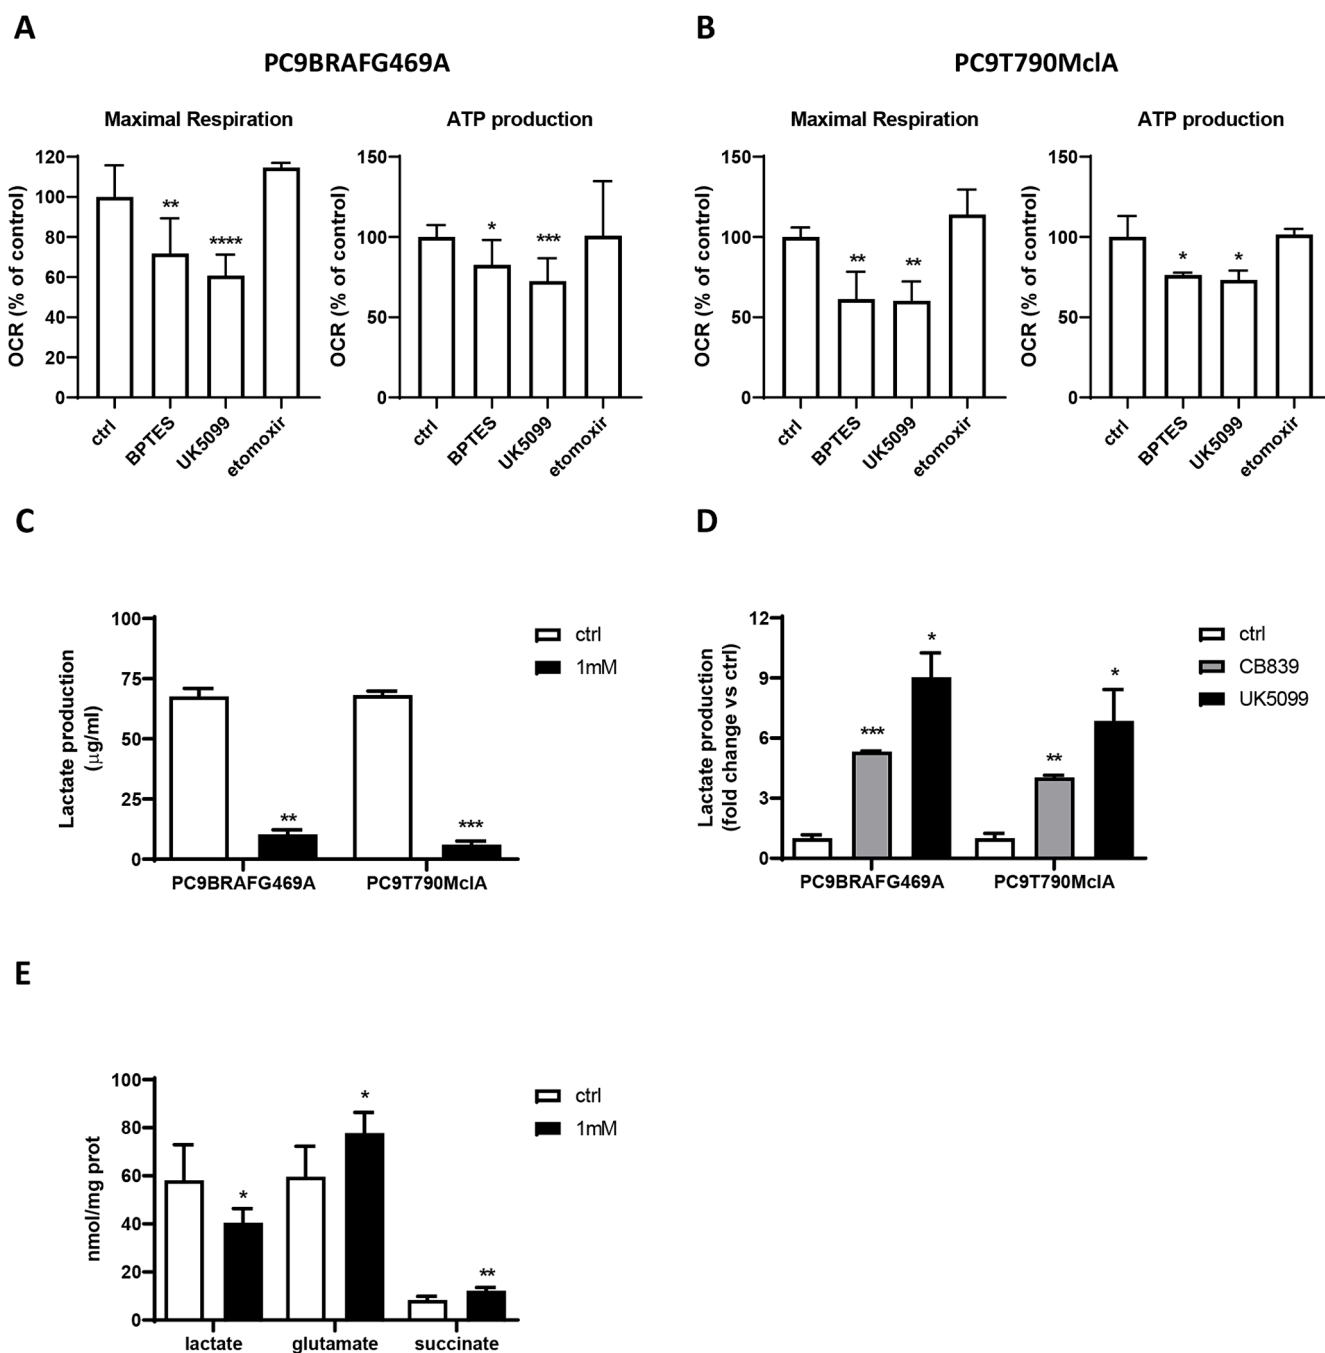 A
PC9BRAFG469A
B
PC9T790MclA
Maximal Respiration
OCR (% of control)
120
100
80
60
40
20
0
**
****
ctrl
BPTES
UK5099
etomoxir
ATP production
OCR (% of control)
150
100
50
0
*
***
ctrl
BPTES
UK5099
etomoxir
Maximal Respiration
OCR (% of control)
150
100
50
0
**
**
ctrl
BPTES
UK5099
etomoxir
ATP production
OCR (% of control)
150
100
50
0
*
*
ctrl
BPTES
UK5099
etomoxir
C
Lactate production
(μg/ml)
100
75
50
25
0
**
***
PC9BRAFG469A
PC9T790MclA
ctrl
1mM
D
Lactate production
(fold change vs ctrl)
12
9
6
3
0
***
*
**
*
PC9BRAFG469A
PC9T790MclA
ctrl
CB839
UK5099
E
nmol/mg prot
100
80
60
40
20
0
*
*
**
lactate
glutamate
succinate
ctrl
1mM